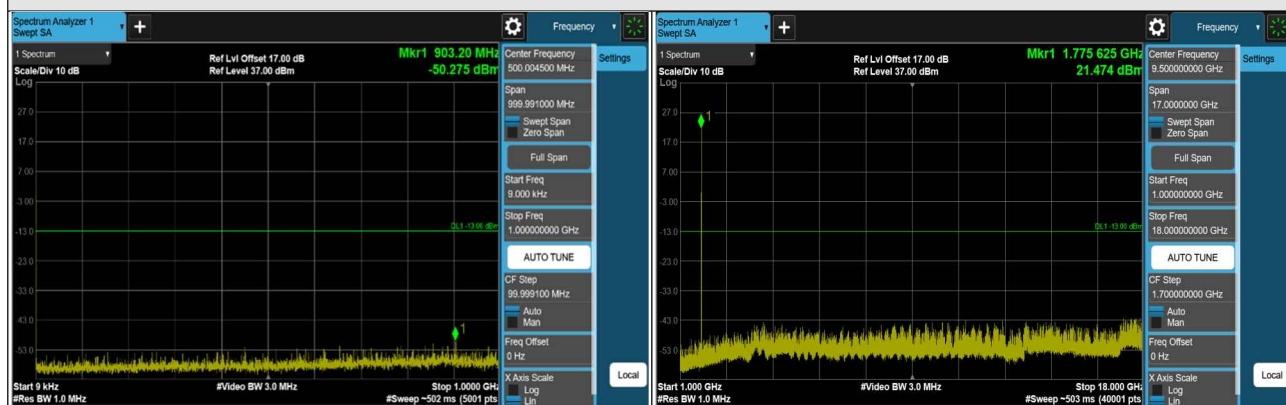 Spectrum Analyzer 1
Swept SA
+
Frequency
1 Spectrum
Scale/Div 10 dB
Log
Ref Lvl Offset 17.00 dB
Ref Level 37.00 dBm
Mkr1 903.20 MHz
-50.275 dBm
27.0
17.0
7.00
-3.00
-13.0
-23.0
-33.0
-43.0
-53.0
1
DL1 -13.00 dBm
Start 9 kHz
#Res BW 1.0 MHz
#Video BW 3.0 MHz
Stop 1.0000 GHz
#Sweep ~502 ms (5001 pts
Center Frequency
500.004500 MHz
Span
999.991000 MHz
Swept Span
Zero Span
Full Span
Start Freq
9.000 kHz
Stop Freq
1.000000000 GHz
AUTO TUNE
CF Step
99.999100 MHz
Auto
Man
Freq Offset
0 Hz
X Axis Scale
Log
Lin
Settings
Local
Spectrum Analyzer 1
Swept SA
+
Frequency
1 Spectrum
Scale/Div 10 dB
Log
Ref Lvl Offset 17.00 dB
Ref Level 37.00 dBm
Mkr1 1.775 625 GHz
21.474 dBm
27.0
17.0
7.00
-3.00
-13.0
-23.0
-33.0
-43.0
-53.0
1
DL1 -13.00 dBm
Start 1.000 GHz
#Res BW 1.0 MHz
#Video BW 3.0 MHz
Stop 18.000 GHz
#Sweep ~503 ms (40001 pts
Center Frequency
9.500000000 GHz
Span
17.0000000 GHz
Swept Span
Zero Span
Full Span
Start Freq
1.000000000 GHz
Stop Freq
18.000000000 GHz
AUTO TUNE
CF Step
1.700000000 GHz
Auto
Man
Freq Offset
0 Hz
X Axis Scale
Log
Lin
Settings
Local